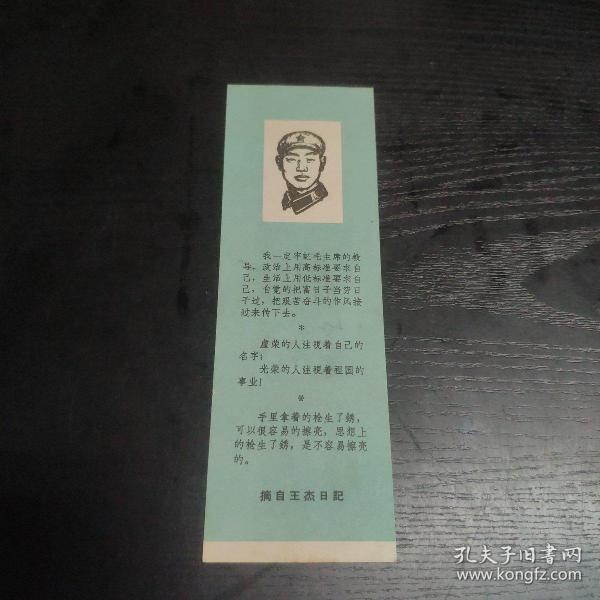 我一定牢記毛主席的教
导，政治上用高标准要求自
己，生活上用低标准要求自
己，自觉的把富日子当穷日
子过，把艰苦奋斗的作风接
过来传下去。
*
虚荣的人注视着自己的
名字；
光荣的人注视着祖国的
事业！
*
手里拿着的枪生了銹，
可以很容易的擦亮，思想上
的枪生了銹，是不容易擦亮
的。
摘自王杰日記
孔夫子旧書网
www.kongfz.com